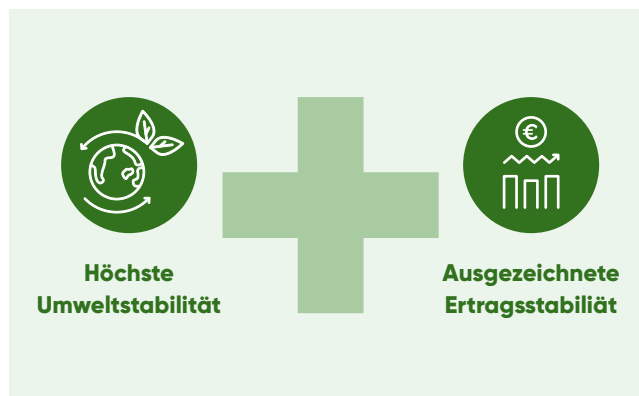 €
Höchste
Umweltstabilität
Ausgezeichnete
Ertragsstabiliät